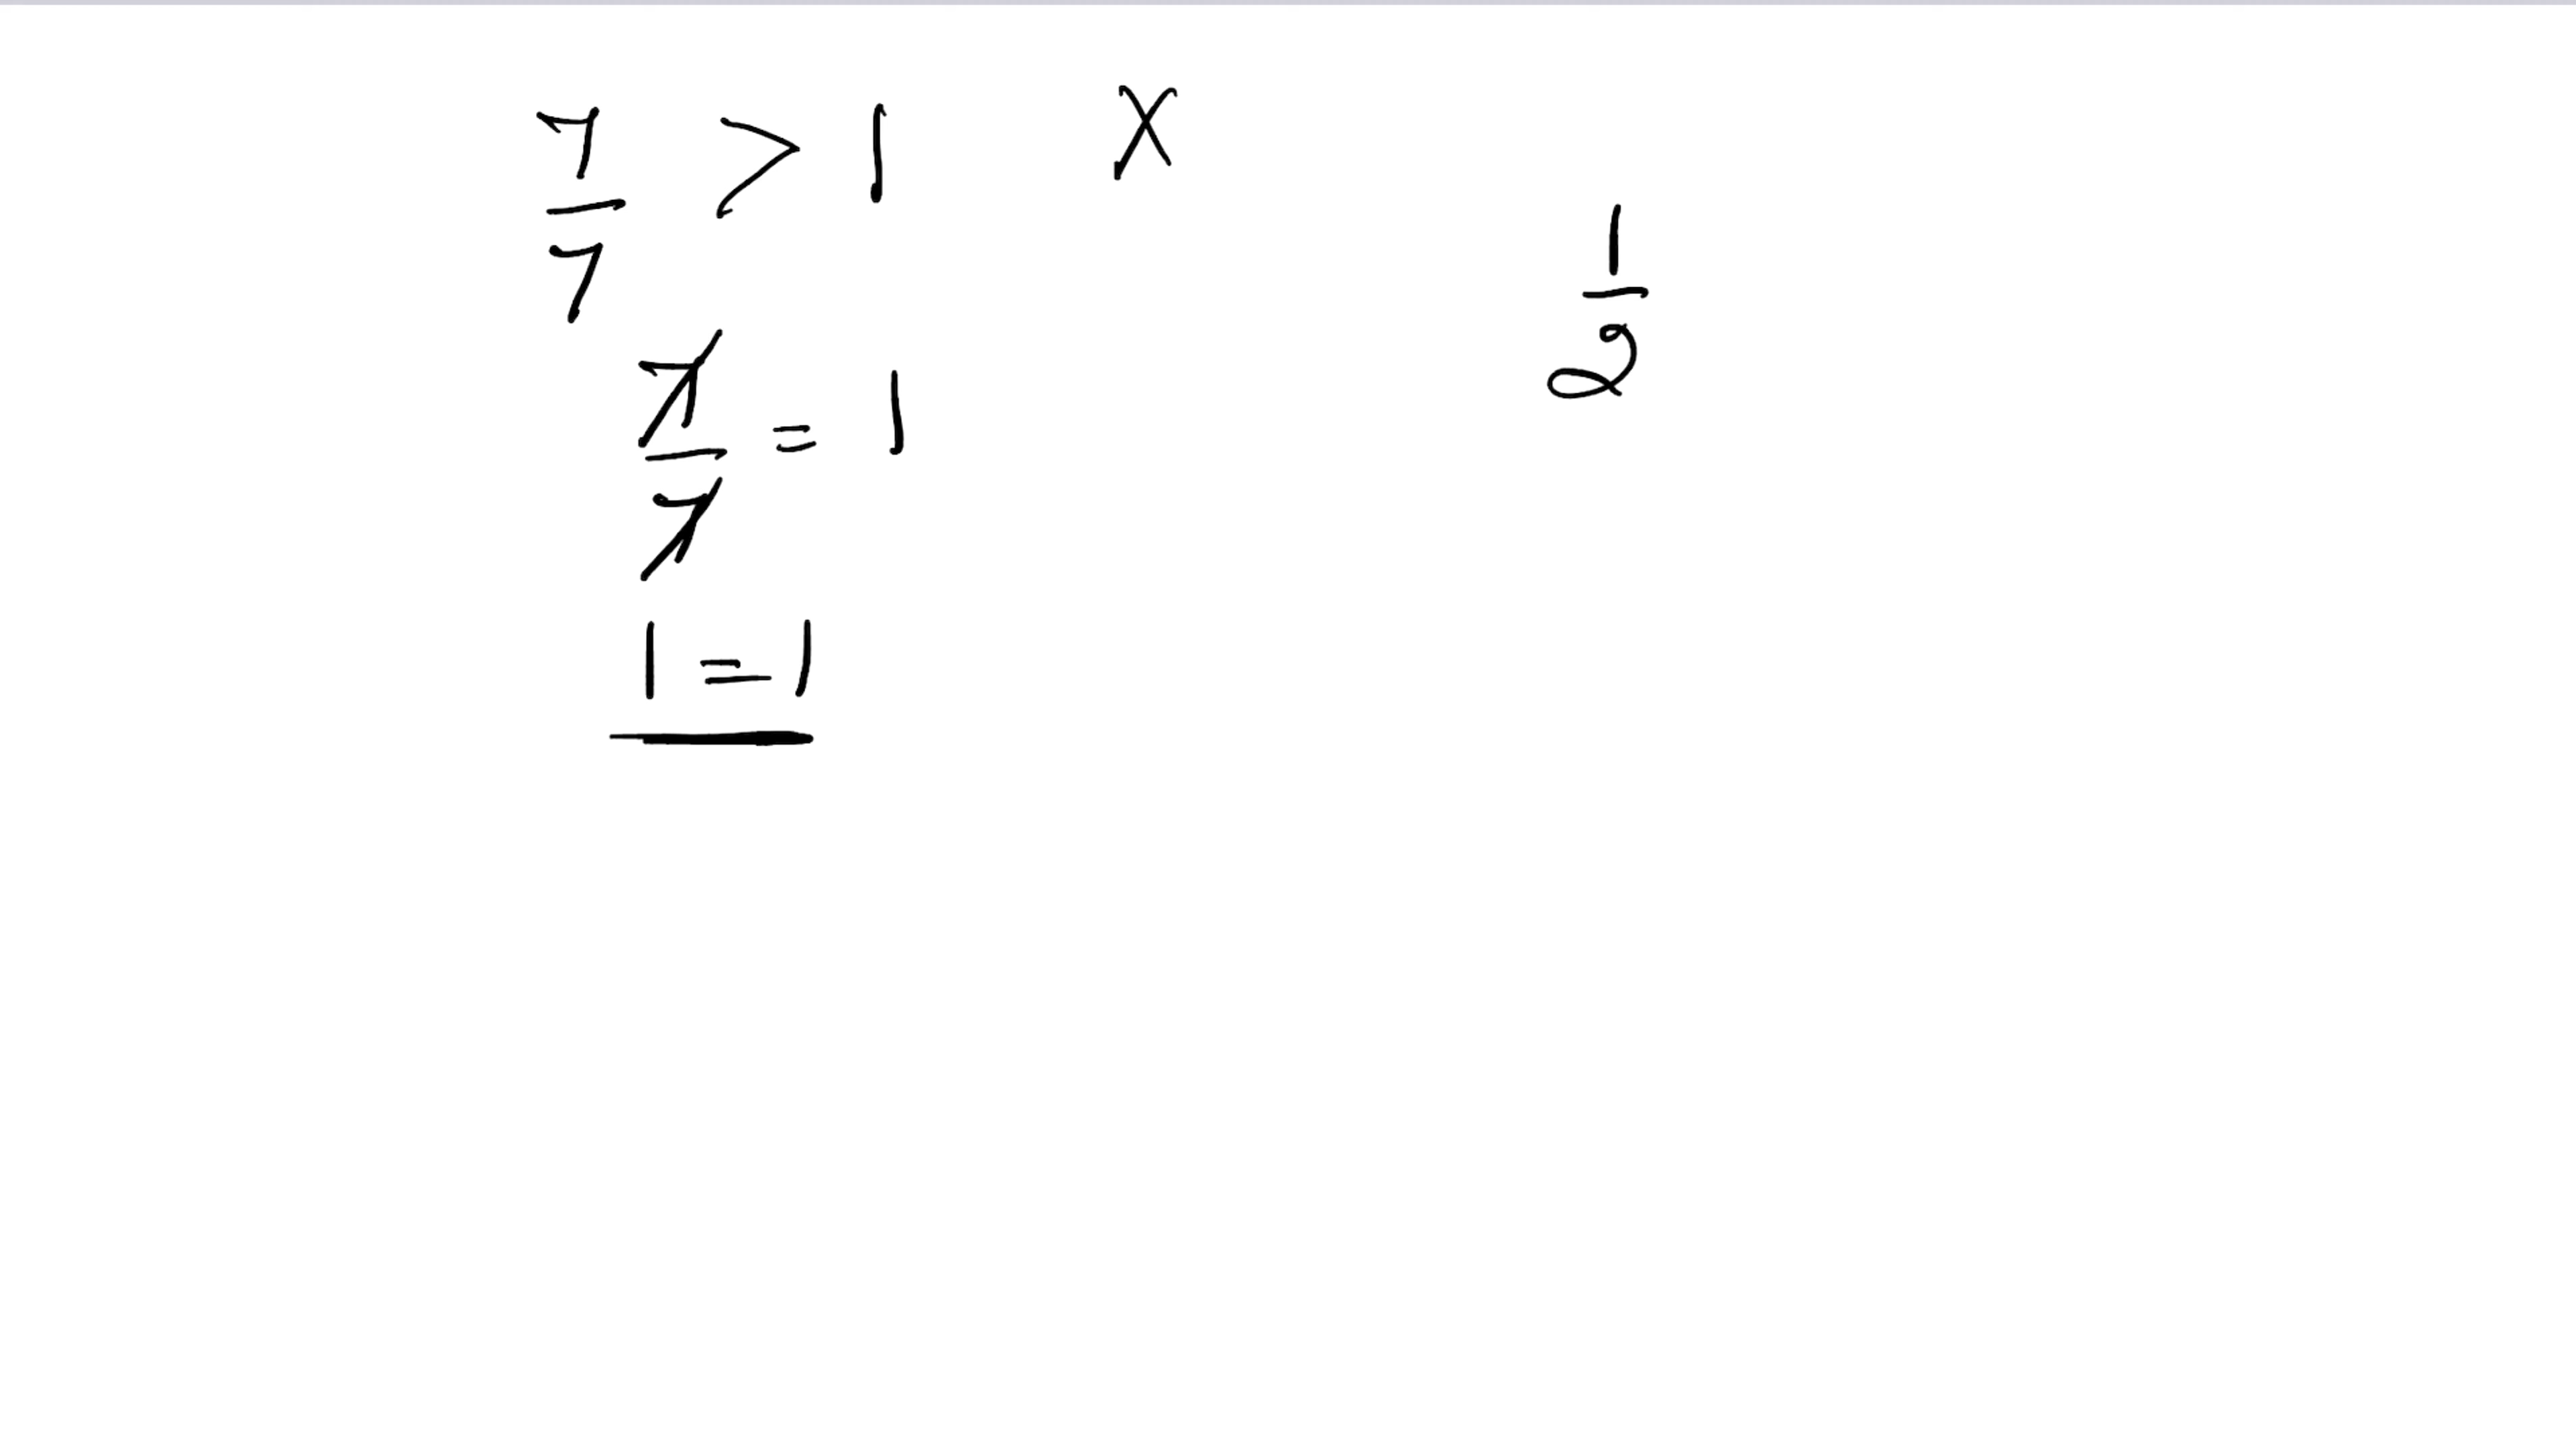 7/7 > 1 X
1/2
7/7 = 1
1 = 1